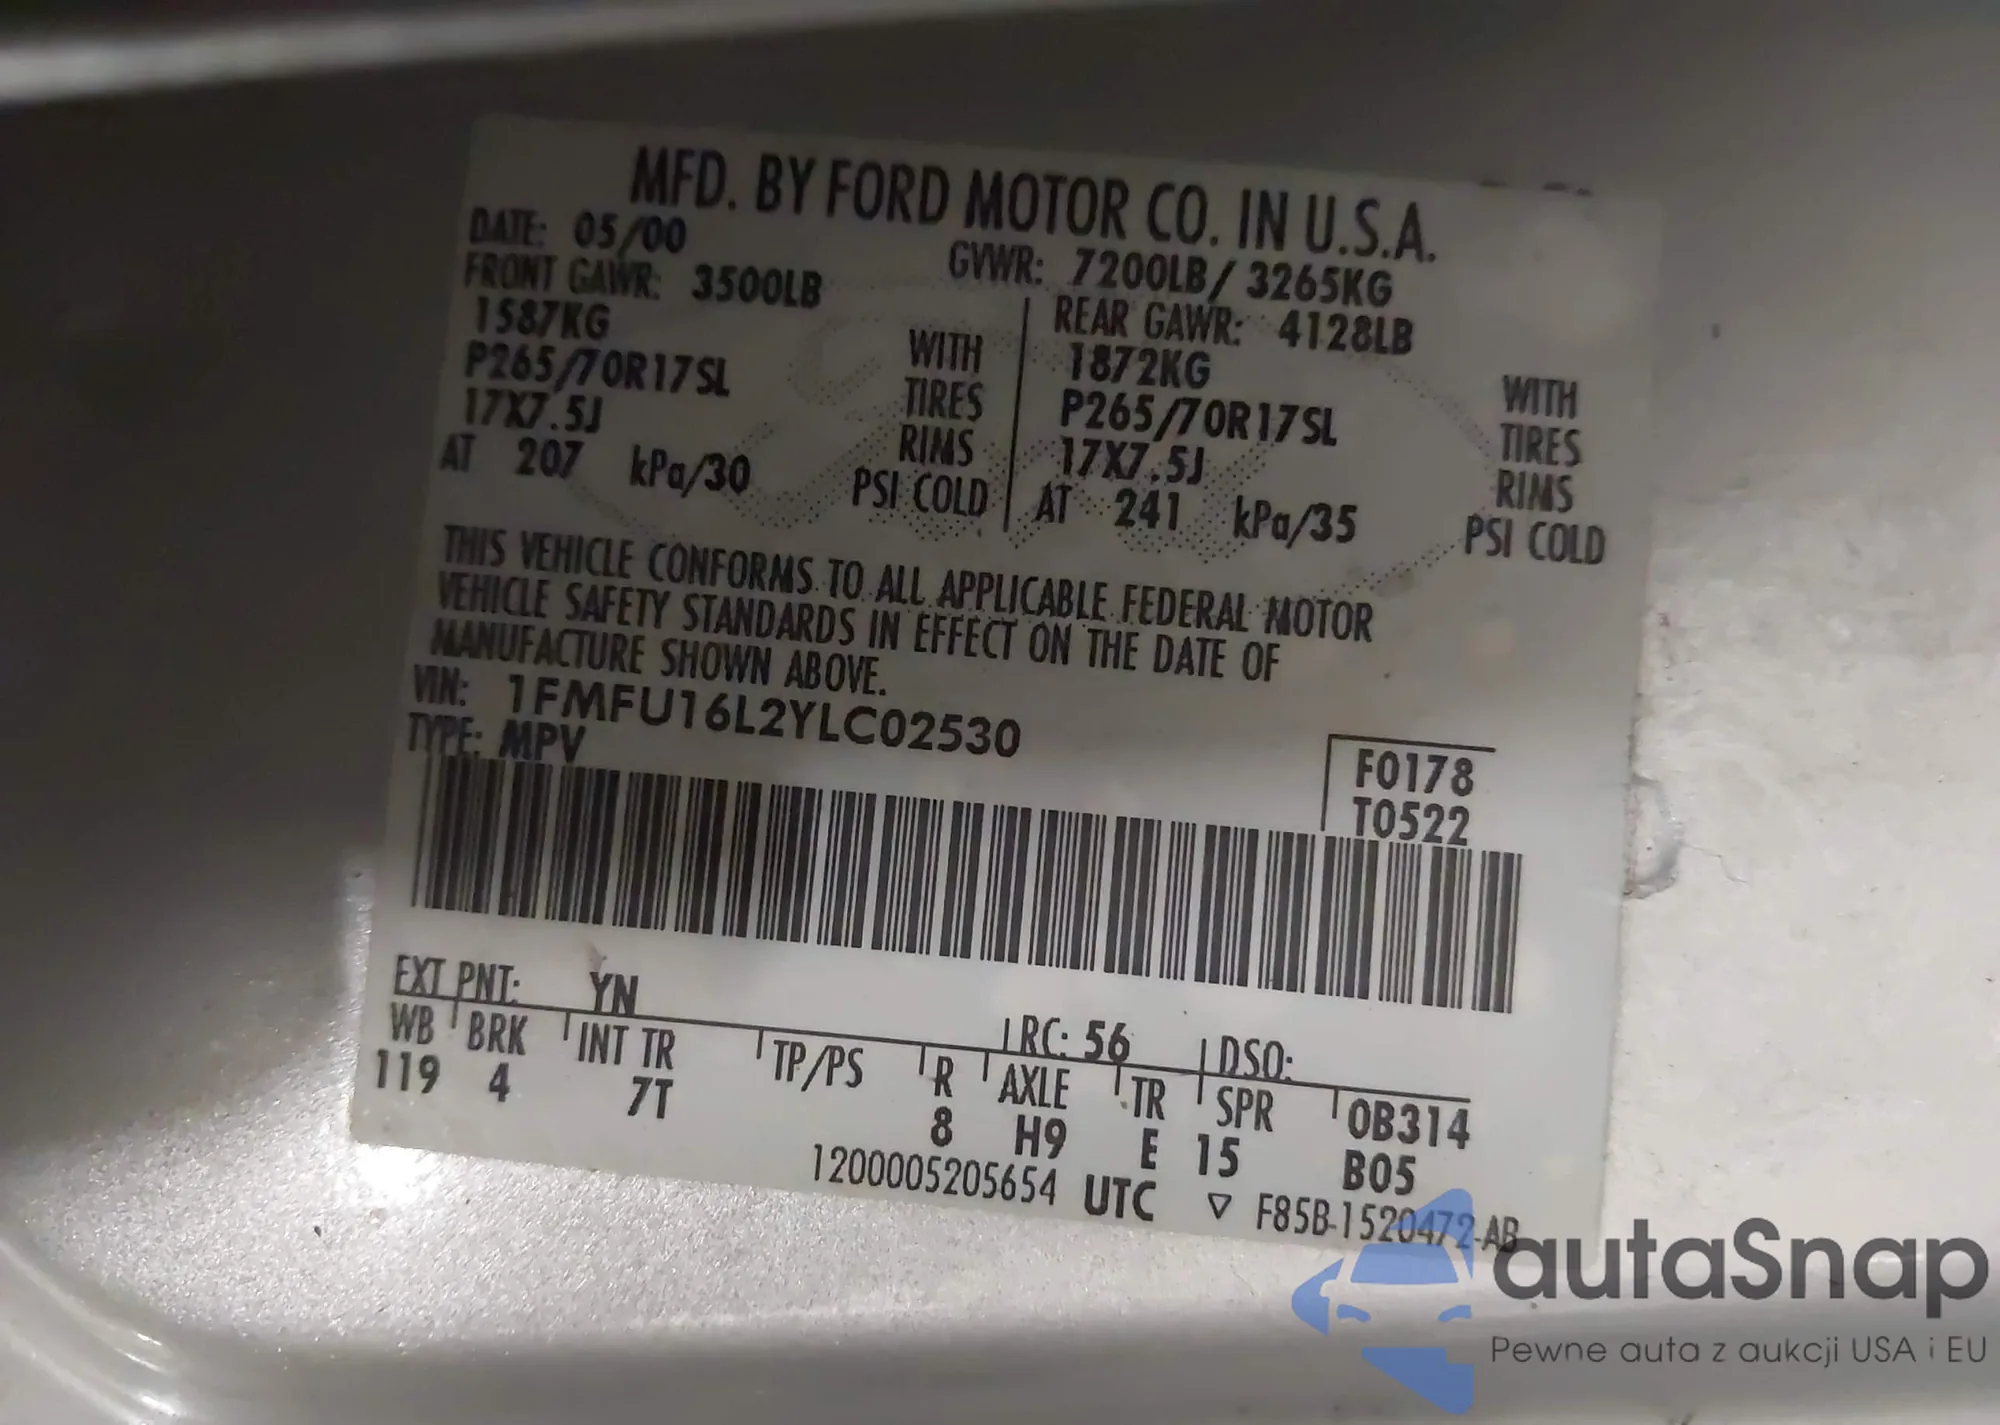 MFD. BY FORD MOTOR CO. IN U.S.A.
DATE: 05/00 GVWR: 7200LB/ 3265KG
FRONT GAWR: 3500LB REAR GAWR: 4128LB
1587KG WITH 1872KG WITH
P265/70R17SL TIRES P265/70R17SL TIRES
17X7.5J RIMS 17X7.5J RIMS
AT 207 kPa/30 PSI COLD AT 241 kPa/35 PSI COLD
THIS VEHICLE CONFORMS TO ALL APPLICABLE FEDERAL MOTOR
VEHICLE SAFETY STANDARDS IN EFFECT ON THE DATE OF
MANUFACTURE SHOWN ABOVE.
VIN: 1FMFU16L2YLC02530
TYPE: MPV F0178
T0522
EXT PNT: YN RC: 56 DSO:
WB BRK INT TR TP/PS R AXLE TR SPR 0B314
119 4 7T 8 H9 E 15 B05
1200005205654 UTC ▽ F85B-1520472-AB
autaSnap
Pewne auta z aukcji USA i EU